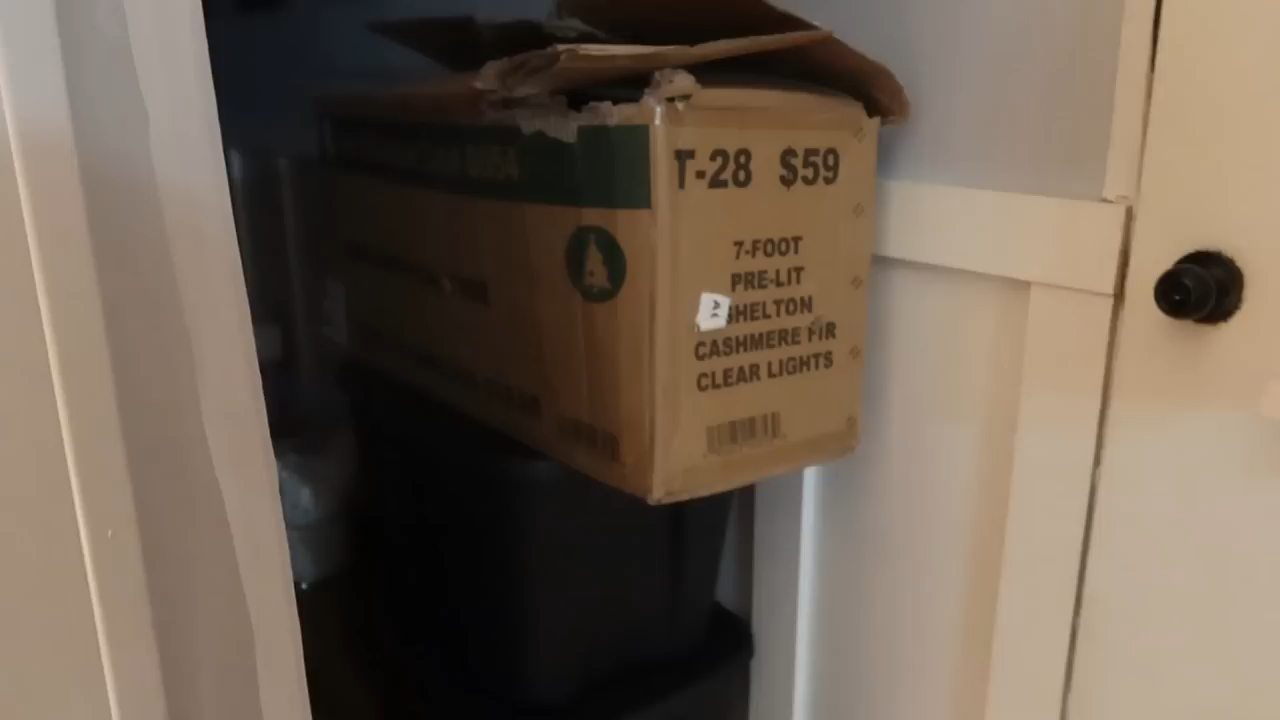 T-28 $59
7-FOOT
PRE-LIT
SHELTON
CASHMERE FIR
CLEAR LIGHTS